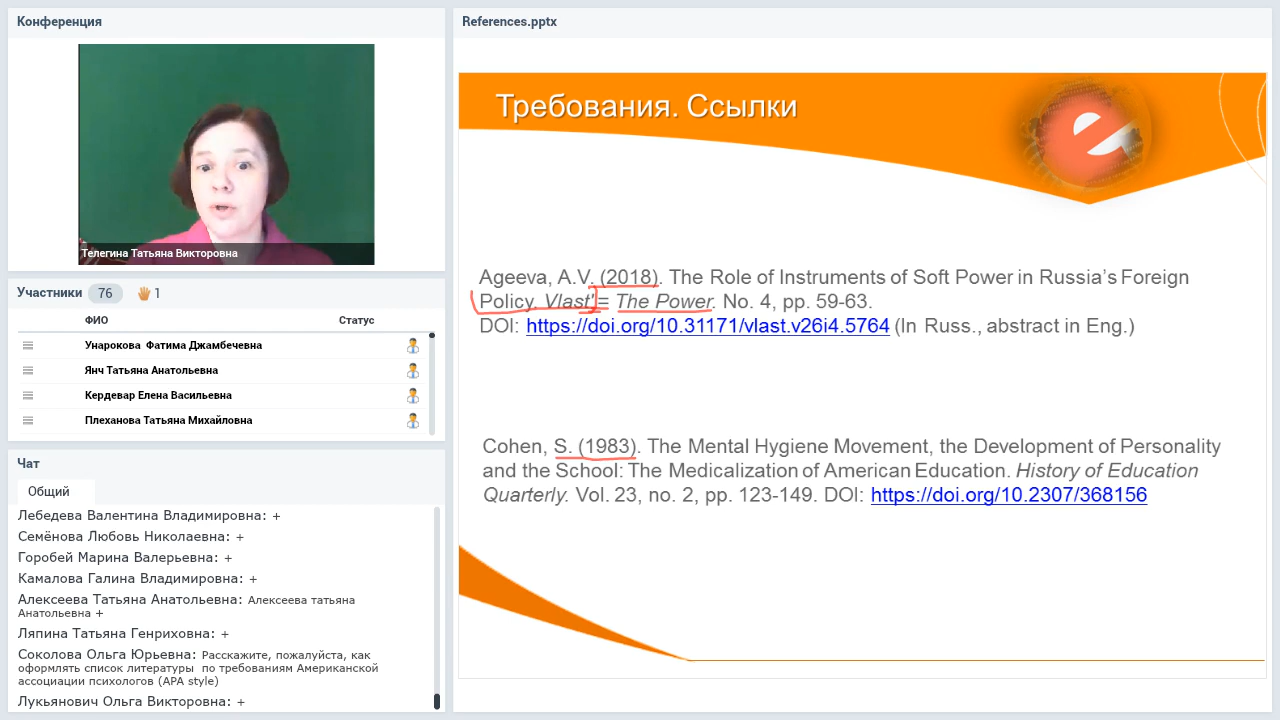 Конференция
Телегина Татьяна Викторовна
Участники 76 1
ФИО Статус
Унарокова Фатима Джамбечевна
Янч Татьяна Анатольевна
Кердевар Елена Васильевна
Плеханова Татьяна Михайловна
Чат
Общий
Лебедева Валентина Владимировна: +
Семёнова Любовь Николаевна: +
Горобей Марина Валерьевна: +
Камалова Галина Владимировна: +
Алексеева Татьяна Анатольевна: Алексеева татьяна
Анатольевна +
Ляпина Татьяна Генриховна: +
Соколова Ольга Юрьевна: Расскажите, пожалуйста, как
оформлять список литературы по требованиям Американской
ассоциации психологов (APA style)
Лукьянович Ольга Викторовна: +
References.pptx
Требования. Ссылки
Ageeva, A.V. (2018). The Role of Instruments of Soft Power in Russia's Foreign
Policy. Vlast' = The Power. No. 4, pp. 59-63.
DOI: https://doi.org/10.31171/vlast.v26i4.5764 (In Russ., abstract in Eng.)
Cohen, S. (1983). The Mental Hygiene Movement, the Development of Personality
and the School: The Medicalization of American Education. History of Education
Quarterly. Vol. 23, no. 2, pp. 123-149. DOI: https://doi.org/10.2307/368156